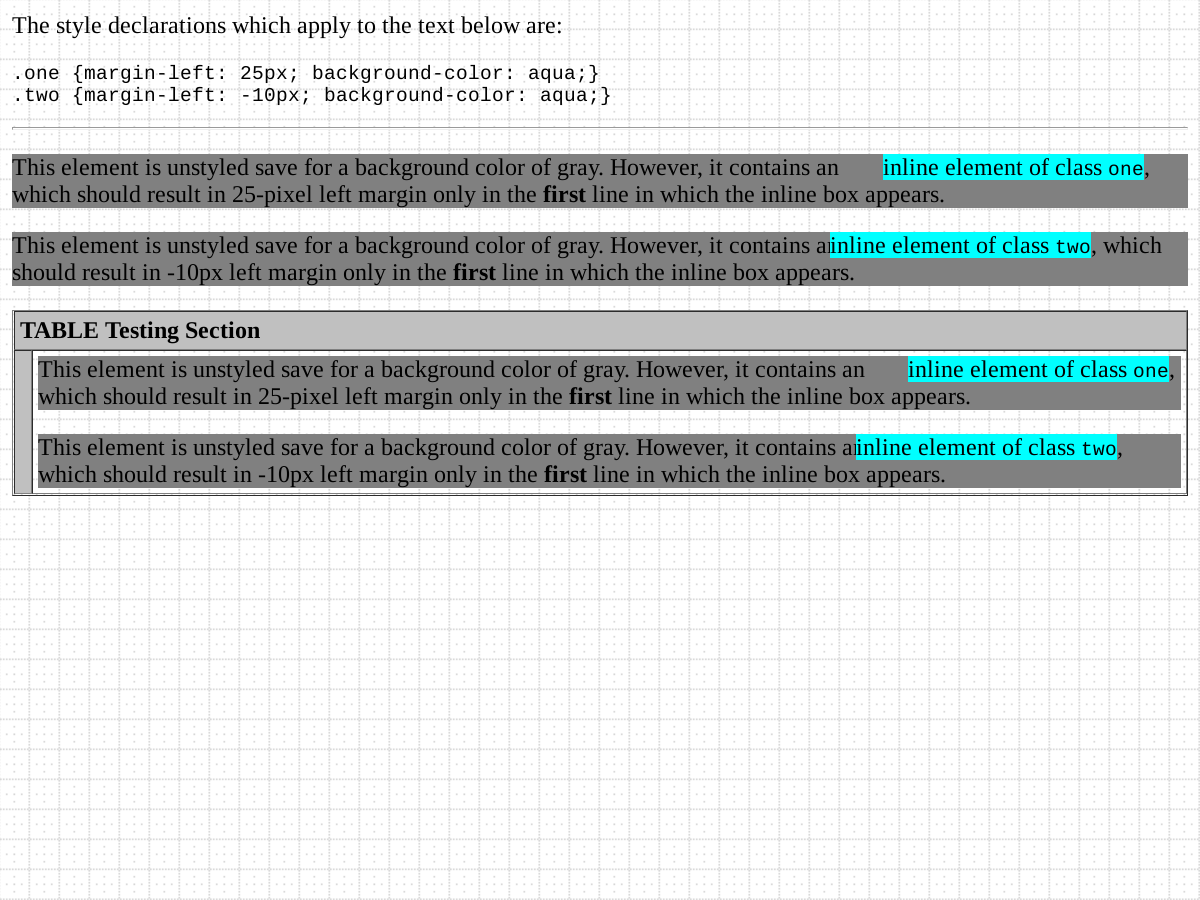 The style declarations which apply to the text below are:
.one {margin-left: 25px; background-color: aqua;}
.two {margin-left: -10px; background-color: aqua;}
This element is unstyled save for a background color of gray. However, it contains an inline element of class one,
which should result in 25-pixel left margin only in the first line in which the inline box appears.
This element is unstyled save for a background color of gray. However, it contains a inline element of class two, which
should result in -10px left margin only in the first line in which the inline box appears.
TABLE Testing Section
This element is unstyled save for a background color of gray. However, it contains an inline element of class one,
which should result in 25-pixel left margin only in the first line in which the inline box appears.
This element is unstyled save for a background color of gray. However, it contains a inline element of class two,
which should result in -10px left margin only in the first line in which the inline box appears.